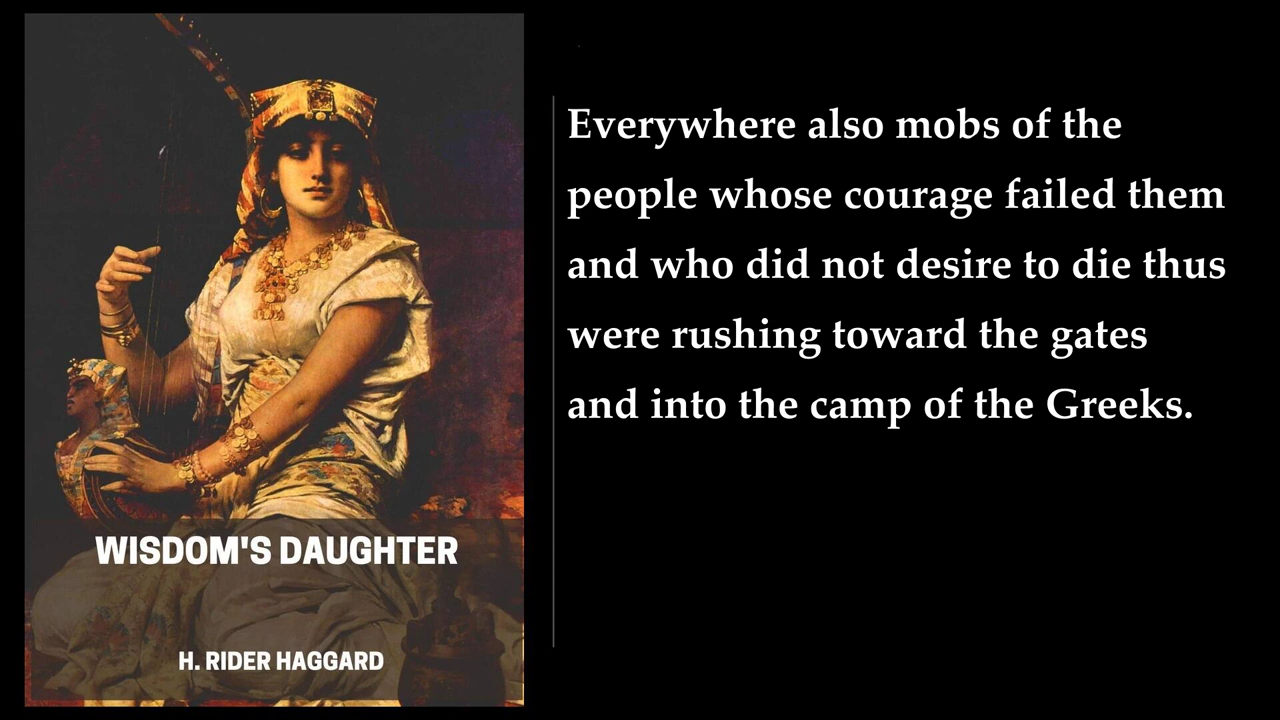 WISDOM'S DAUGHTER
H. RIDER HAGGARD
Everywhere also mobs of the
people whose courage failed them
and who did not desire to die thus
were rushing toward the gates
and into the camp of the Greeks.